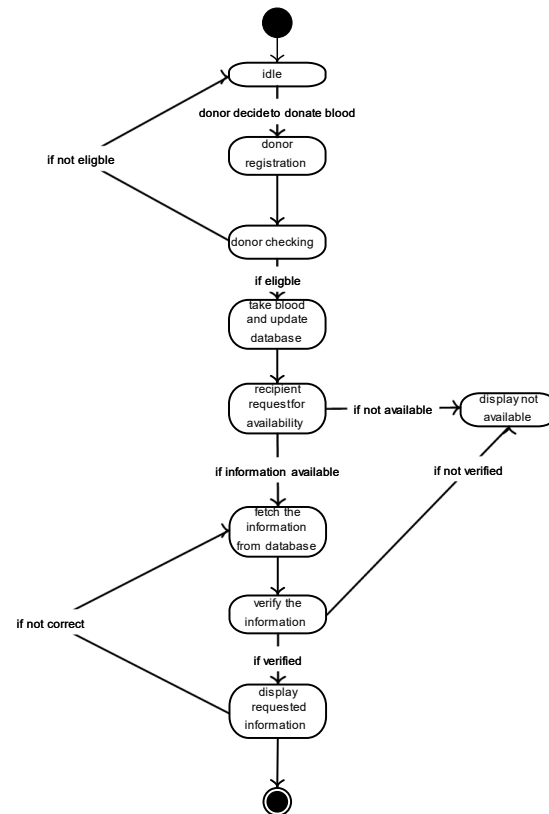 idle
donor decideto donate blood
donor
registration
if not eligble
donor checking
if eligble
take blood
and update
database
recipient
requestfor
availability
if not available
display not
available
if information available
if not verified
fetch the
information
from database
verify the
information
if not correct
if verified
display
requested
information